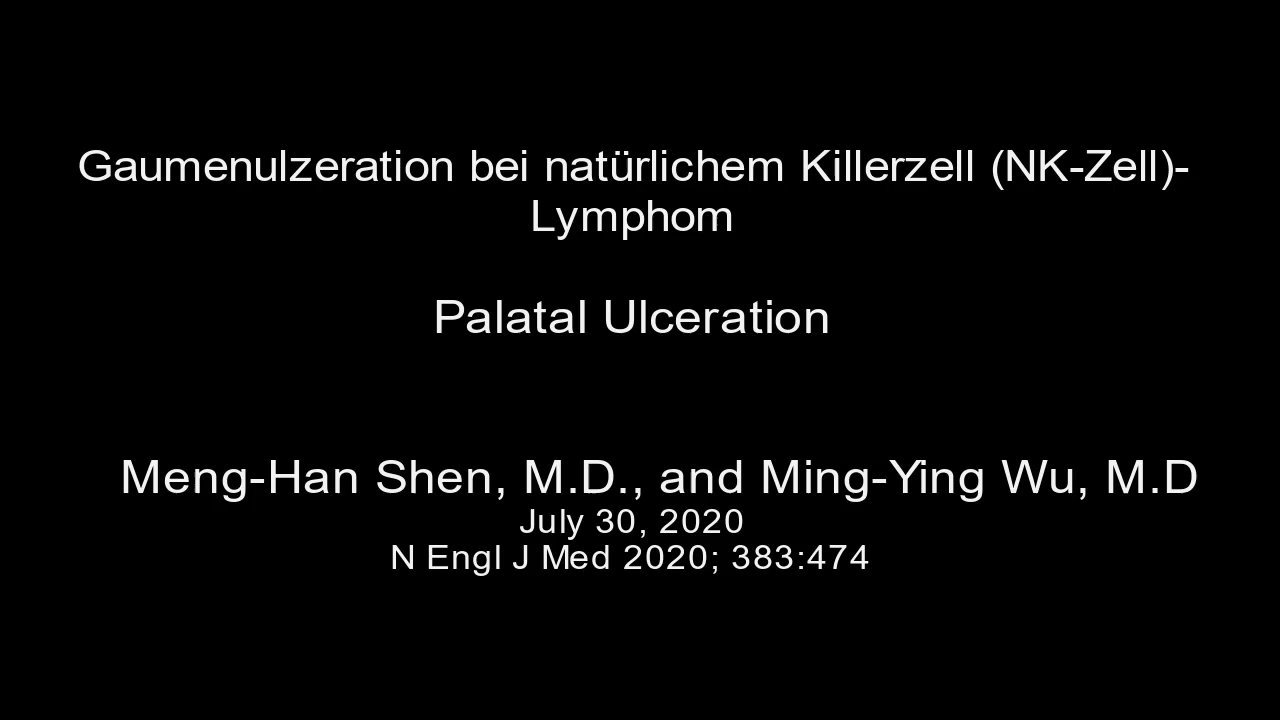 Gaumenulzeration bei natürlichem Killerzell (NK-Zell)-
Lymphom
Palatal Ulceration
Meng-Han Shen, M.D., and Ming-Ying Wu, M.D
July 30, 2020
N Engl J Med 2020; 383:474